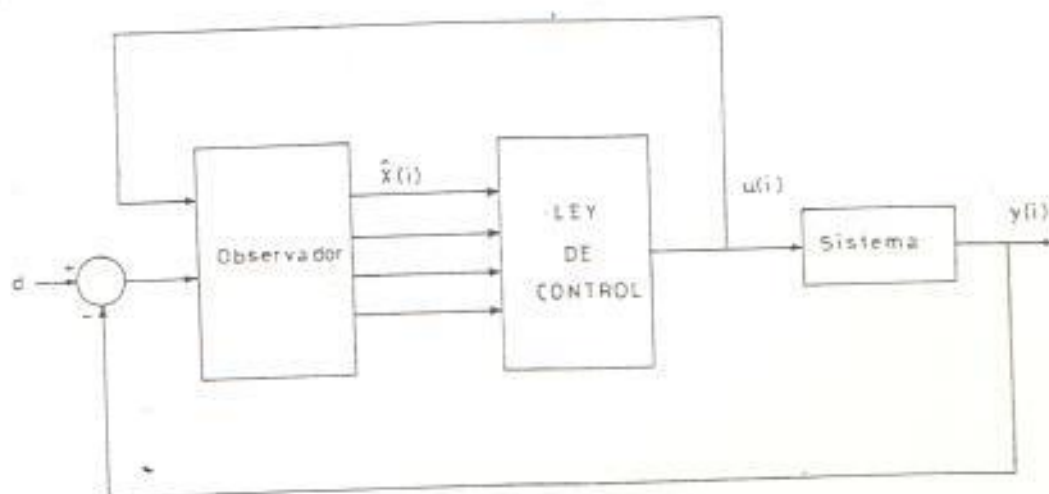 x̂(i)
u(i)
y(i)
LEY
DE
CONTROL
Observador
Sistema
d
+
-